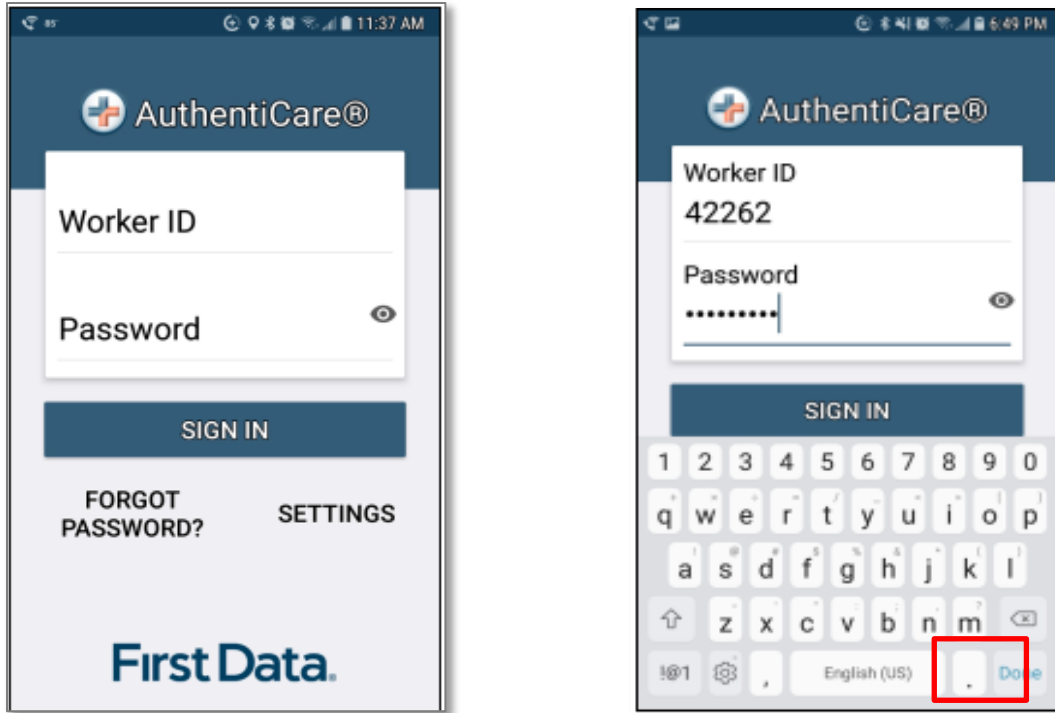 85° 11:37 AM
AuthentiCare®
Worker ID
Password
SIGN IN
FORGOT
PASSWORD?
SETTINGS
First Data.
6:49 PM
AuthentiCare®
Worker ID
42262
Password
•••••••••
SIGN IN
1 2 3 4 5 6 7 8 9 0
q w e r t y u i o p
a s d f g h j k l
z x c v b n m
!@1 , English (US) . Done